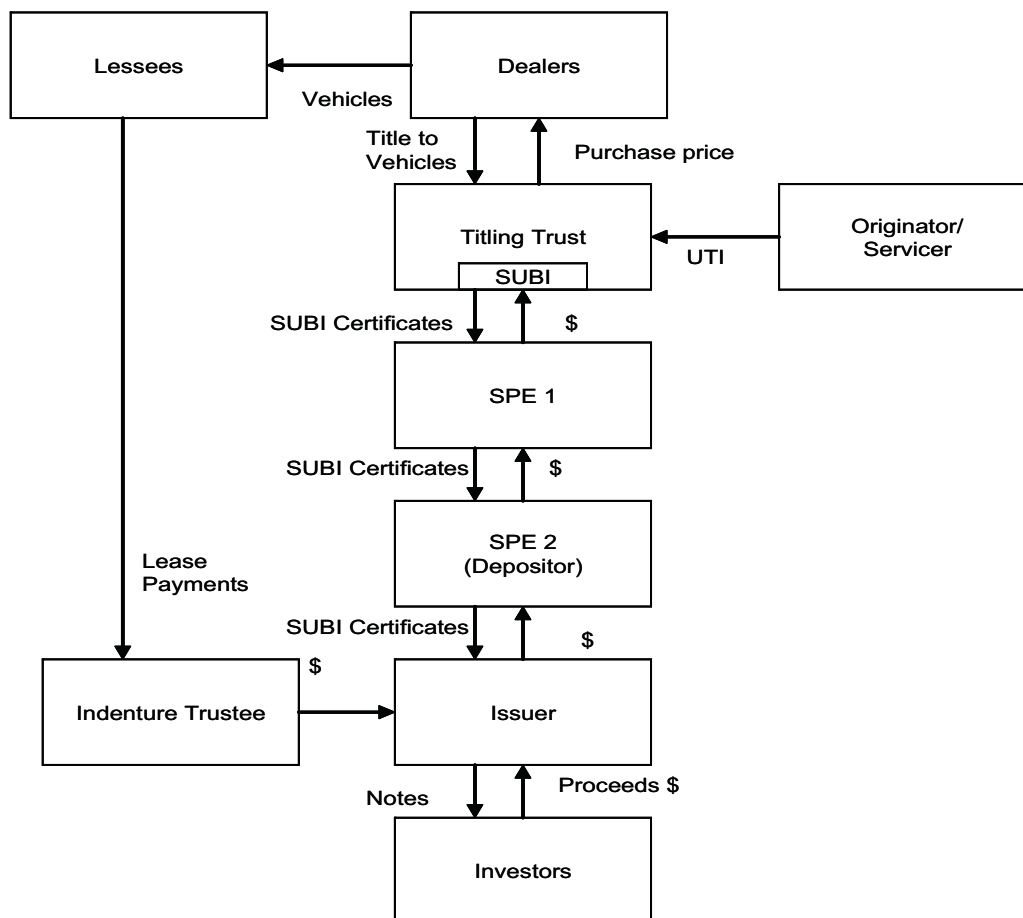 Lessees
Dealers
Vehicles
Title to
Vehicles
Purchase price
Titling Trust
SUBI
Originator/
Servicer
UTI
SUBI Certificates
$
SPE 1
SUBI Certificates
$
SPE 2
(Depositor)
Lease
Payments
SUBI Certificates
$
Indenture Trustee
$
Issuer
Notes
Proceeds $
Investors